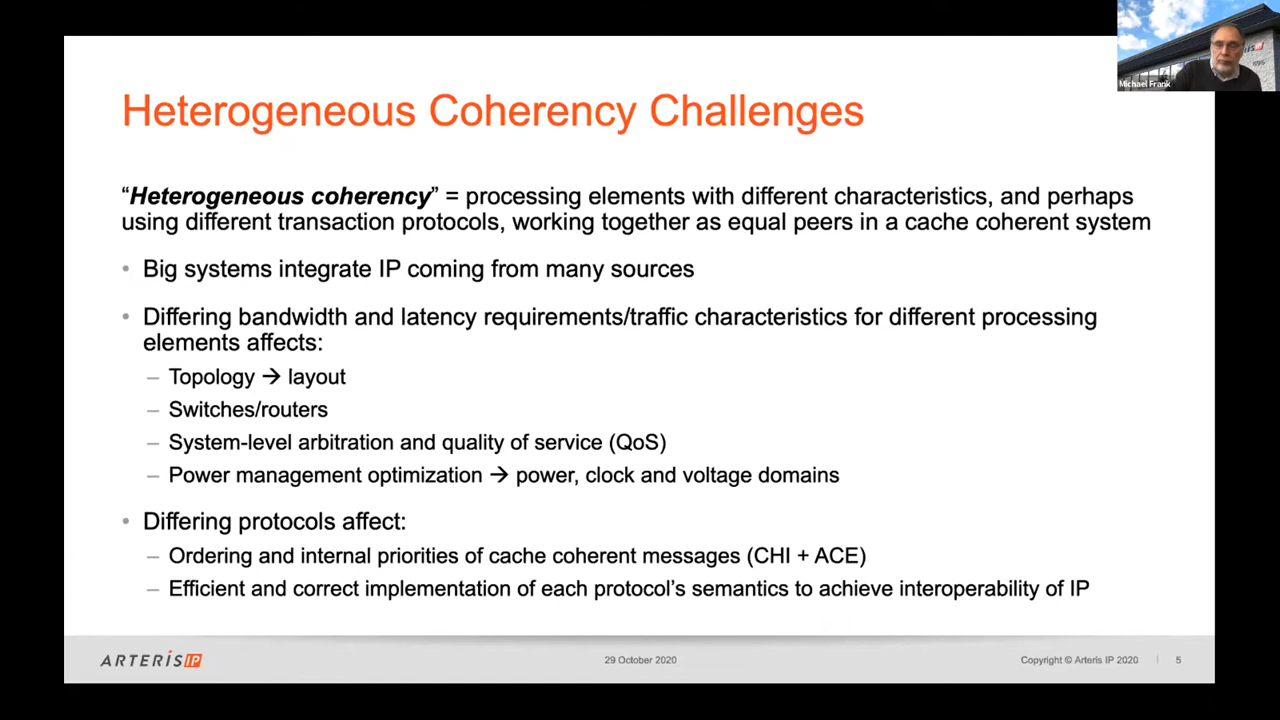 Michael Frank
Heterogeneous Coherency Challenges
“Heterogeneous coherency” = processing elements with different characteristics, and perhaps
using different transaction protocols, working together as equal peers in a cache coherent system
• Big systems integrate IP coming from many sources
• Differing bandwidth and latency requirements/traffic characteristics for different processing
elements affects:
– Topology → layout
– Switches/routers
– System-level arbitration and quality of service (QoS)
– Power management optimization → power, clock and voltage domains
• Differing protocols affect:
– Ordering and internal priorities of cache coherent messages (CHI + ACE)
– Efficient and correct implementation of each protocol’s semantics to achieve interoperability of IP
ARTERIS IP
29 October 2020
Copyright © Arteris IP 2020
5